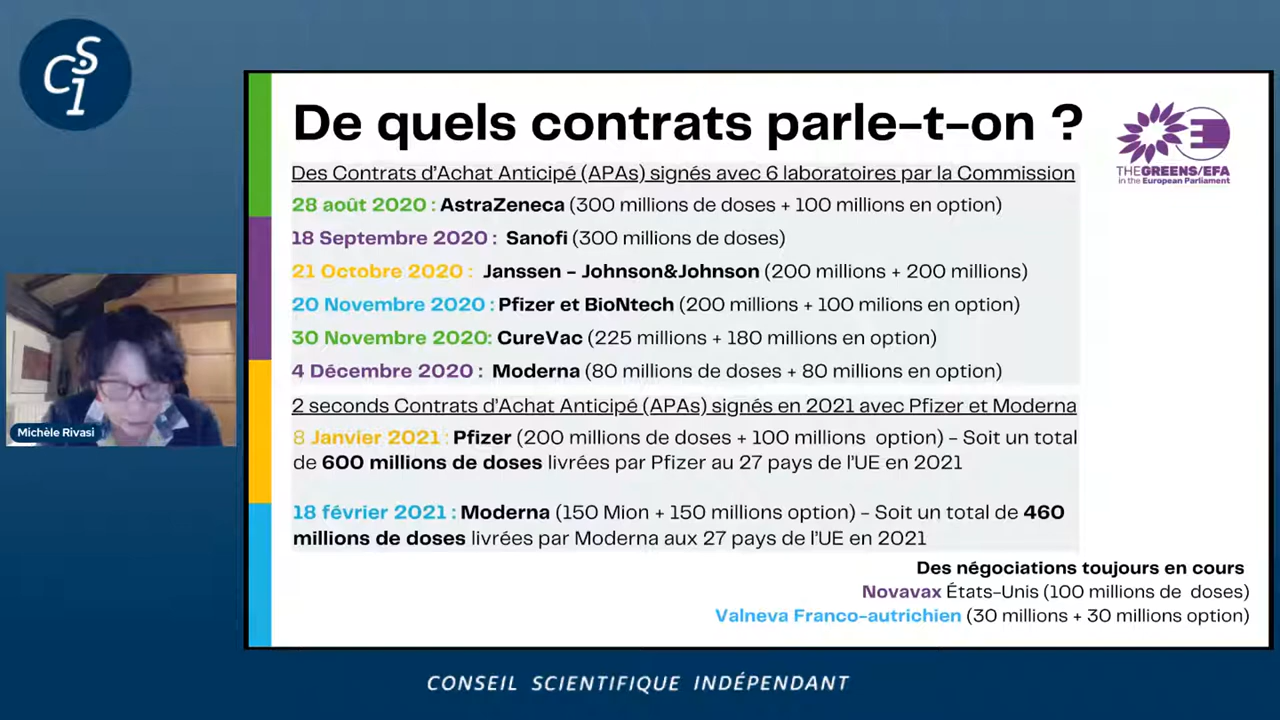 CSI
De quels contrats parle-t-on ?
THE GREENS/EFA
in the European Parliament
Des Contrats d'Achat Anticipé (APAs) signés avec 6 laboratoires par la Commission
28 août 2020 : AstraZeneca (300 millions de doses + 100 millions en option)
18 Septembre 2020 : Sanofi (300 millions de doses)
21 Octobre 2020 : Janssen - Johnson&Johnson (200 millions + 200 millions)
20 Novembre 2020 : Pfizer et BioNtech (200 millions + 100 milions en option)
30 Novembre 2020: CureVac (225 millions + 180 millions en option)
4 Décembre 2020 : Moderna (80 millions de doses + 80 millions en option)
2 seconds Contrats d'Achat Anticipé (APAs) signés en 2021 avec Pfizer et Moderna
8 Janvier 2021 : Pfizer (200 millions de doses + 100 millions option) - Soit un total
de 600 millions de doses livrées par Pfizer au 27 pays de l'UE en 2021
18 février 2021 : Moderna (150 Mion + 150 millions option) - Soit un total de 460
millions de doses livrées par Moderna aux 27 pays de l'UE en 2021
Des négociations toujours en cours
Novavax États-Unis (100 millions de doses)
Valneva Franco-autrichien (30 millions + 30 millions option)
Michèle Rivasi
CONSEIL SCIENTIFIQUE INDÉPENDANT